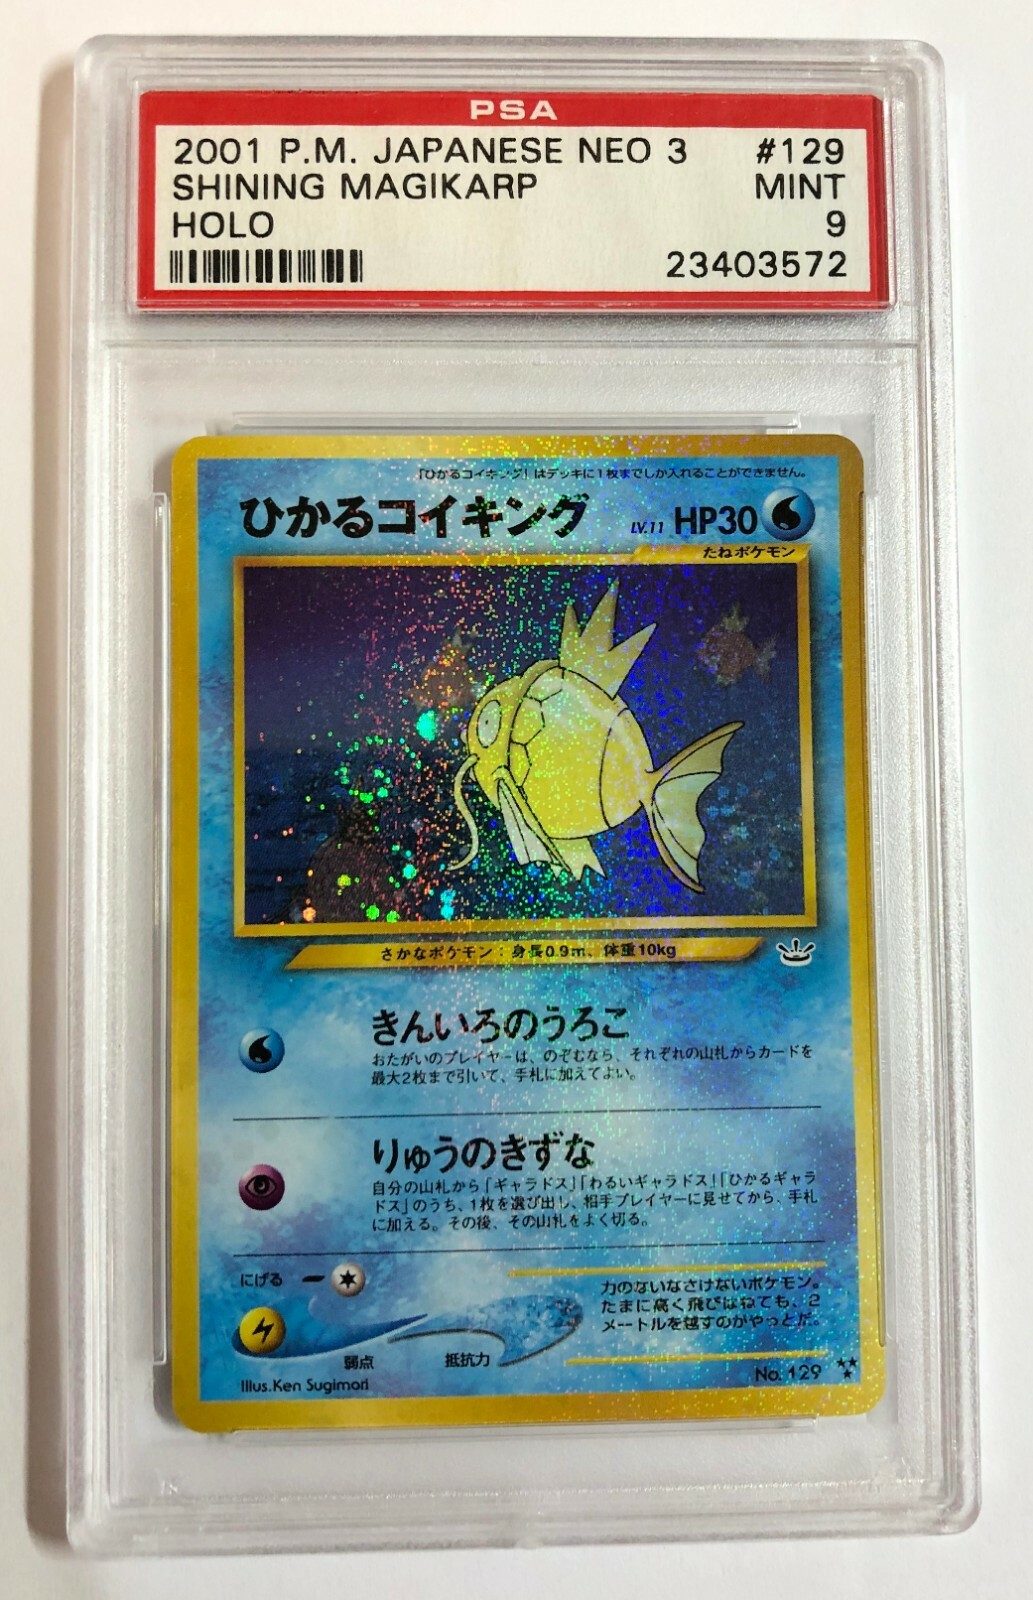 PSA
2001 P.M. JAPANESE NEO 3 #129
SHINING MAGIKARP MINT
HOLO 9
23403572
「ひかるコイキング」はデッキに1枚までしか入れることができません。
ひかるコイキング LV.11 HP30
たねポケモン
さかなポケモン：身長0.9m、体重10kg
きんいろのうろこ
おたがいのプレイヤーは、のぞむなら、それぞれの山札からカードを
最大2枚まで引いて、手札に加えてよい。
りゅうのきずな
自分の山札から「ギャラドス」「わるいギャラドス」「ひかるギャラ
ドス」のうち、1枚を選び出し、相手プレイヤーに見せてから、手札
に加える。その後、その山札をよく切る。
にげる
力のないなさけないポケモン。
たまに高く飛びはねても、2
メートルを越すのがやっとだ。
弱点 抵抗力
Illus.Ken Sugimori
No. 129